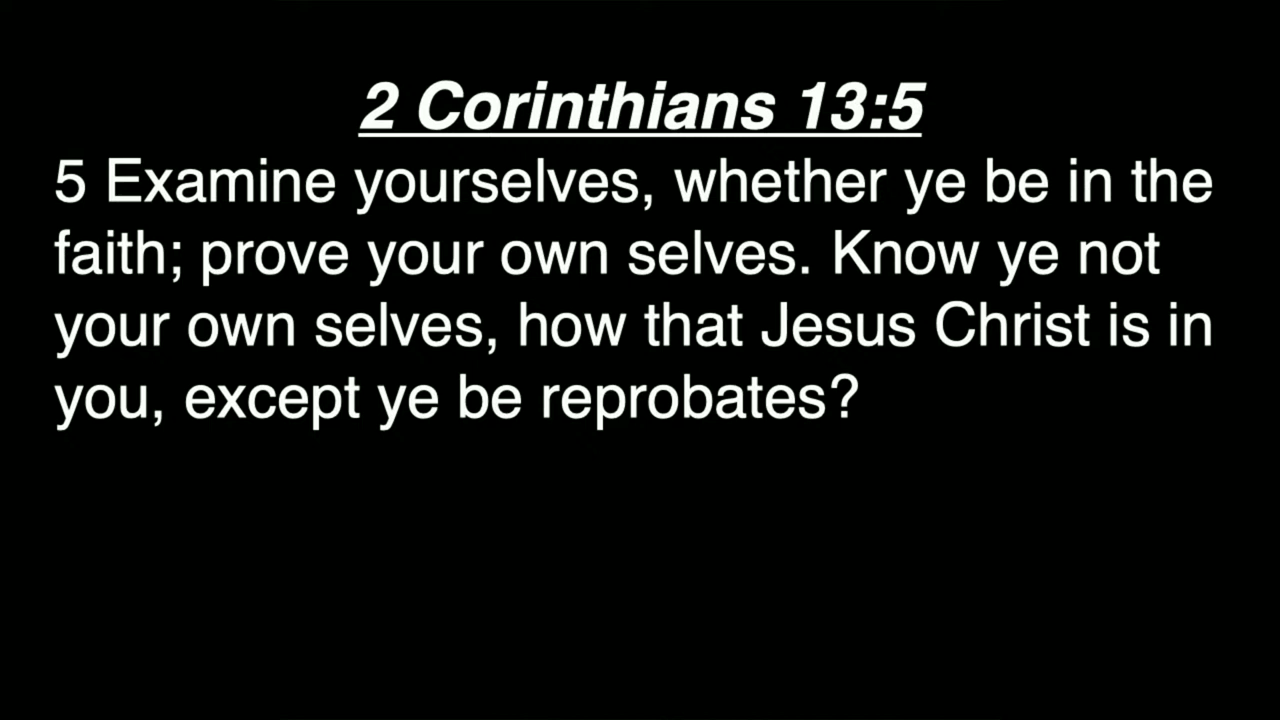 2 Corinthians 13:5
5 Examine yourselves, whether ye be in the
faith; prove your own selves. Know ye not
your own selves, how that Jesus Christ is in
you, except ye be reprobates?